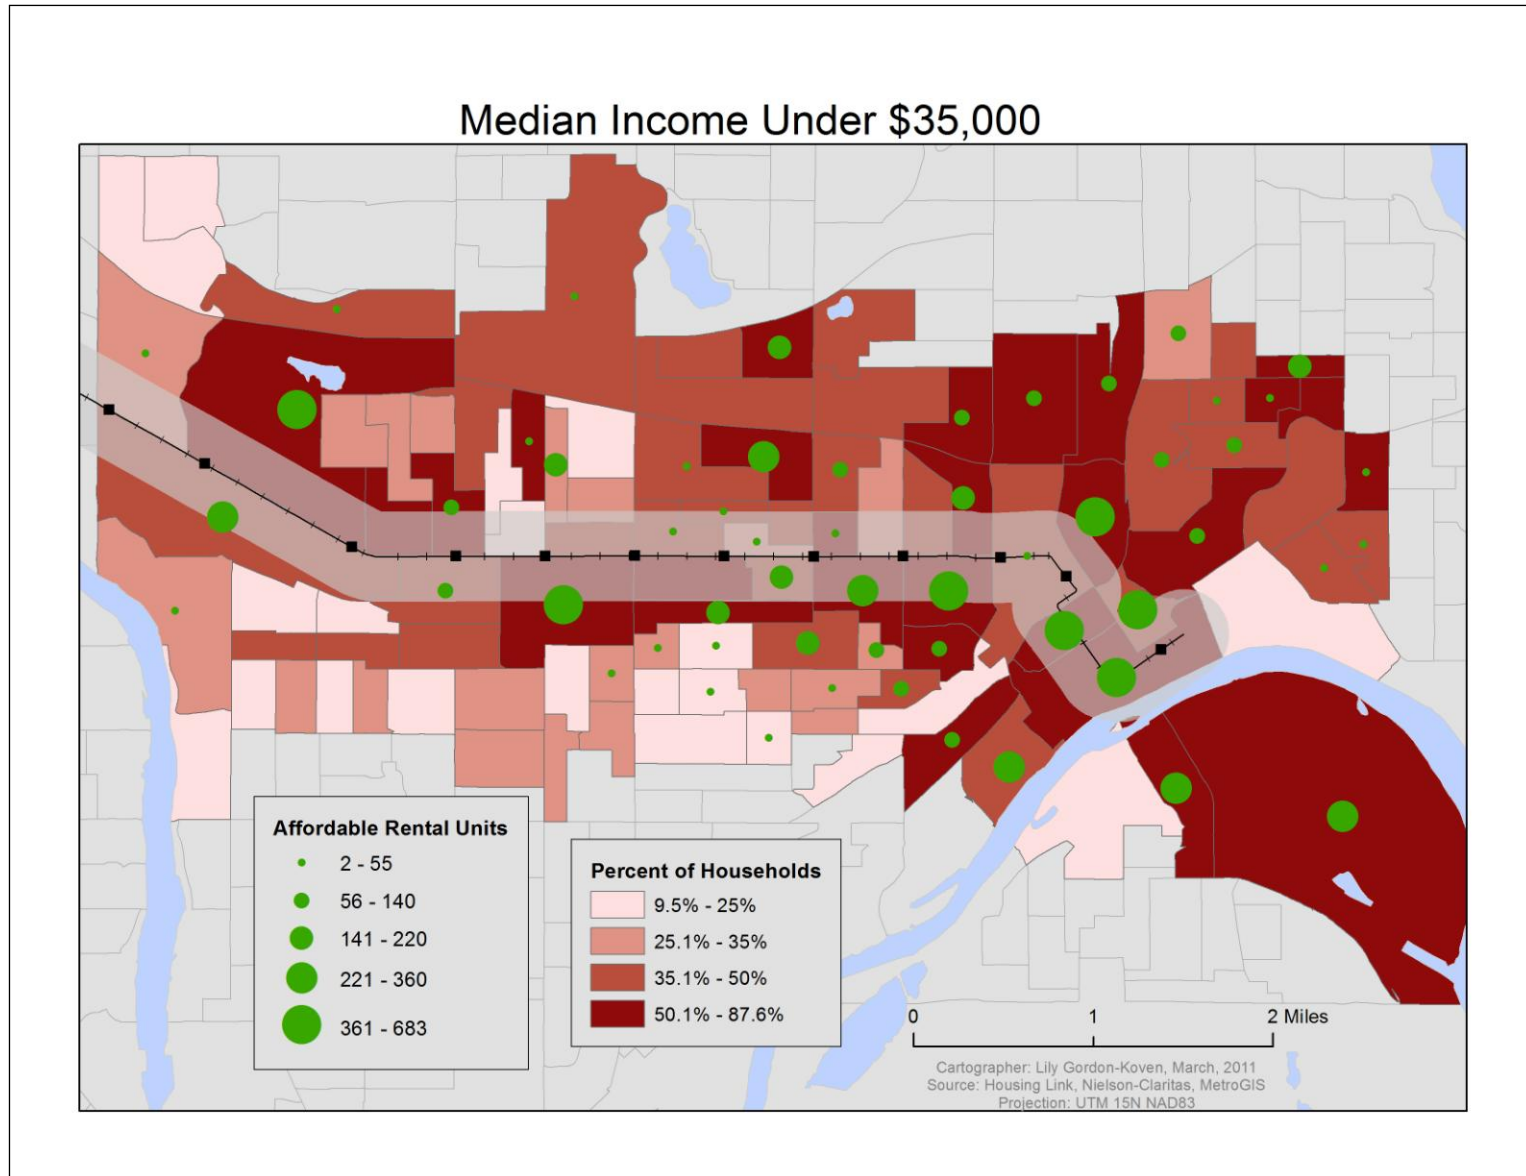 Median Income Under $35,000
Affordable Rental Units
2 - 55
56 - 140
141 - 220
221 - 360
361 - 683
Percent of Households
9.5% - 25%
25.1% - 35%
35.1% - 50%
50.1% - 87.6%
0 1 2 Miles
Cartographer: Lily Gordon-Koven, March, 2011
Source: Housing Link, Nielson-Claritas, MetroGIS
Projection: UTM 15N NAD83